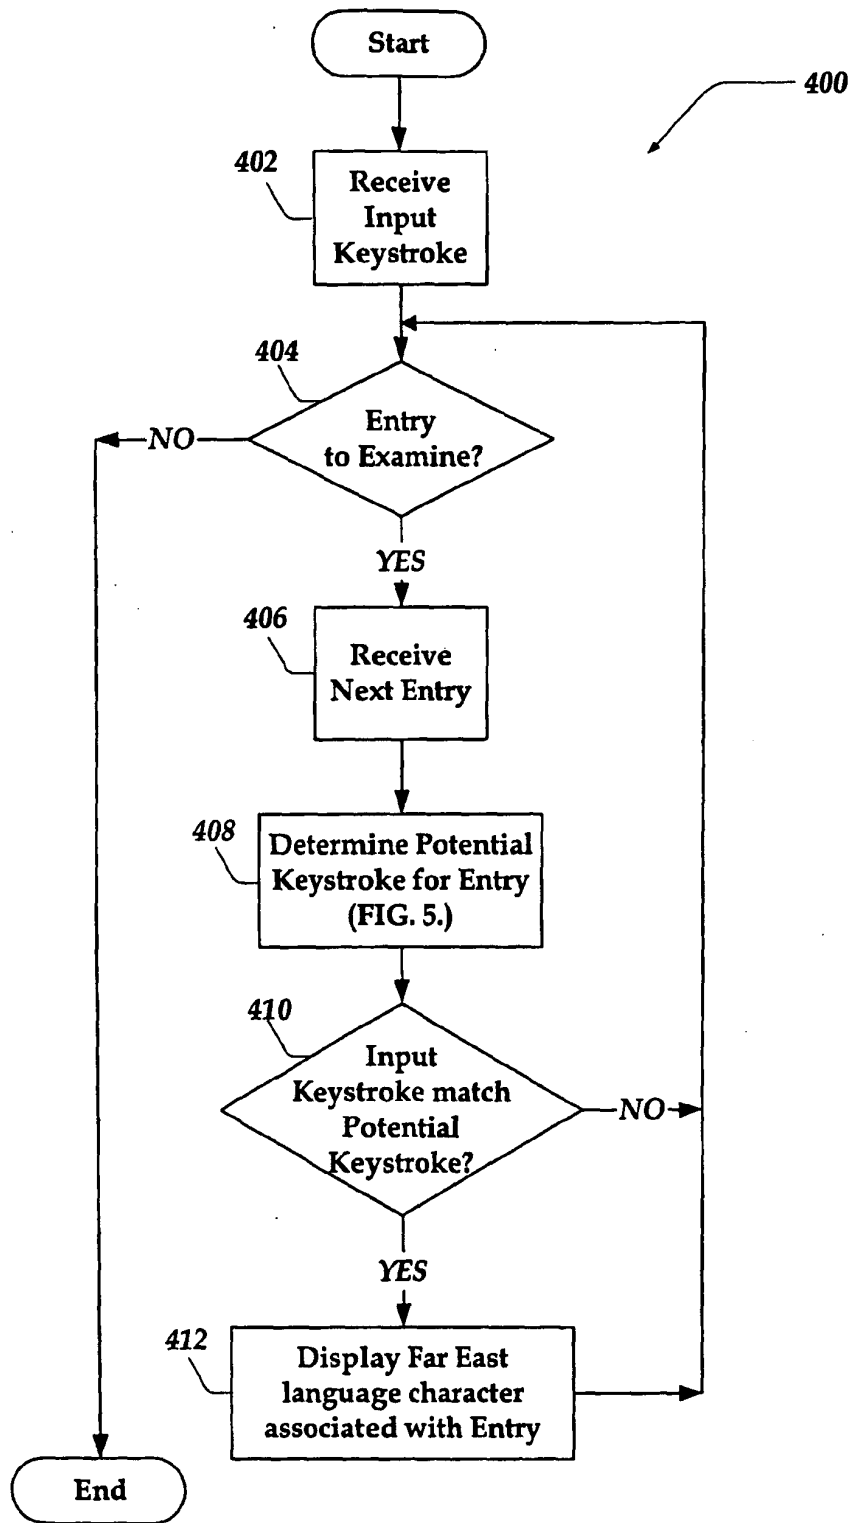 Start
400
402
Receive
Input
Keystroke
404
Entry
to Examine?
NO
YES
406
Receive
Next Entry
408
Determine Potential
Keystroke for Entry
(FIG. 5.)
410
Input
Keystroke match
Potential
Keystroke?
NO
YES
412
Display Far East
language character
associated with Entry
End